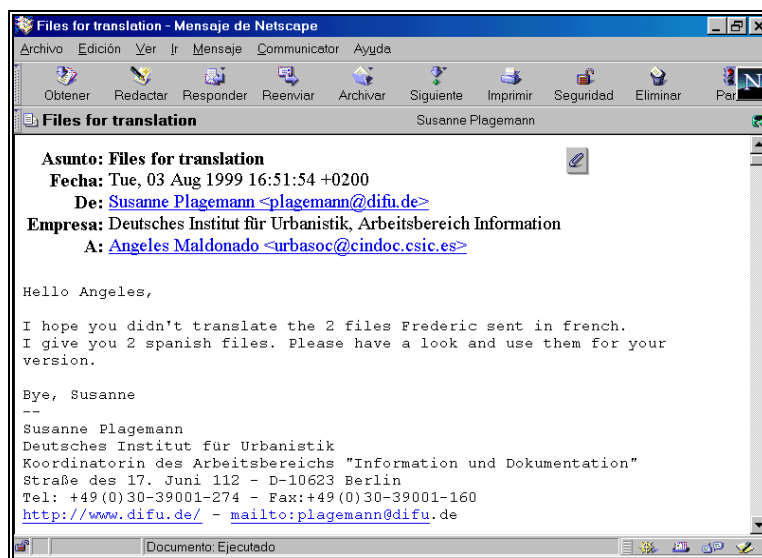 Files for translation - Mensaje de Netscape
Archivo Edición Ver Ir Mensaje Communicator Ayuda
Obtener Redactar Responder Reenviar Archivar Siguiente Imprimir Seguridad Eliminar Par
N
Files for translation Susanne Plagemann
Asunto: Files for translation
Fecha: Tue, 03 Aug 1999 16:51:54 +0200
De: Susanne Plagemann <plagemann@difu.de>
Empresa: Deutsches Institut für Urbanistik, Arbeitsbereich Information
A: Angeles Maldonado <urbasoc@cindoc.csic.es>
Hello Angeles,
I hope you didn't translate the 2 files Frederic sent in french.
I give you 2 spanish files. Please have a look and use them for your
version.
Bye, Susanne
--
Susanne Plagemann
Deutsches Institut für Urbanistik
Koordinatorin des Arbeitsbereichs "Information und Dokumentation"
Straße des 17. Juni 112 - D-10623 Berlin
Tel: +49(0)30-39001-274 - Fax:+49(0)30-39001-160
http://www.difu.de/ - mailto:plagemann@difu.de
Documento: Ejecutado